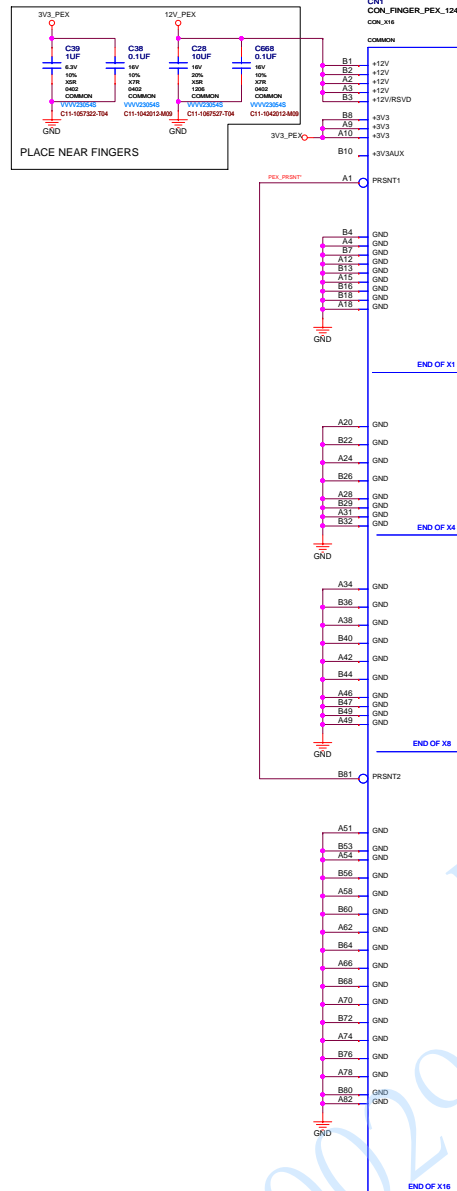 CN1
CON_FINGER_PEX_124
CON_X16
COMMON
3V3_PEX
12V_PEX
C39
1UF
6.3V
10%
X5R
0402
COMMON
VVVV23054S
C11-1057322-T04
C38
0.1UF
16V
10%
X7R
0402
COMMON
C11-1042012-M09
C28
10UF
16V
20%
X5R
1206
COMMON
VVVV23054S
C11-1067527-T04
C668
0.1UF
16V
10%
X7R
0402
COMMON
C11-1042012-M09
GND
GND
PLACE NEAR FINGERS
B1 +12V
B2 +12V
A2 +12V
A3 +12V
B3 +12V/RSVD
B8 +3V3
A9 +3V3
3V3_PEX A10 +3V3
B10 +3V3AUX
PEX_PRSNT* A1 PRSNT1
B4 GND
A4 GND
B7 GND
A12 GND
B13 GND
A15 GND
B16 GND
B18 GND
A18 GND
GND
END OF X1
A20 GND
B22 GND
A24 GND
B26 GND
A28 GND
B29 GND
A31 GND
B32 GND
END OF X4
GND
A34 GND
B36 GND
A38 GND
B40 GND
A42 GND
B44 GND
A46 GND
B47 GND
B49 GND
A49 GND
END OF X8
GND
B81 PRSNT2
A51 GND
B53 GND
A54 GND
B56 GND
A58 GND
B60 GND
A62 GND
B64 GND
A66 GND
B68 GND
A70 GND
B72 GND
A74 GND
B76 GND
A78 GND
B80 GND
A82 GND
GND
END OF X16